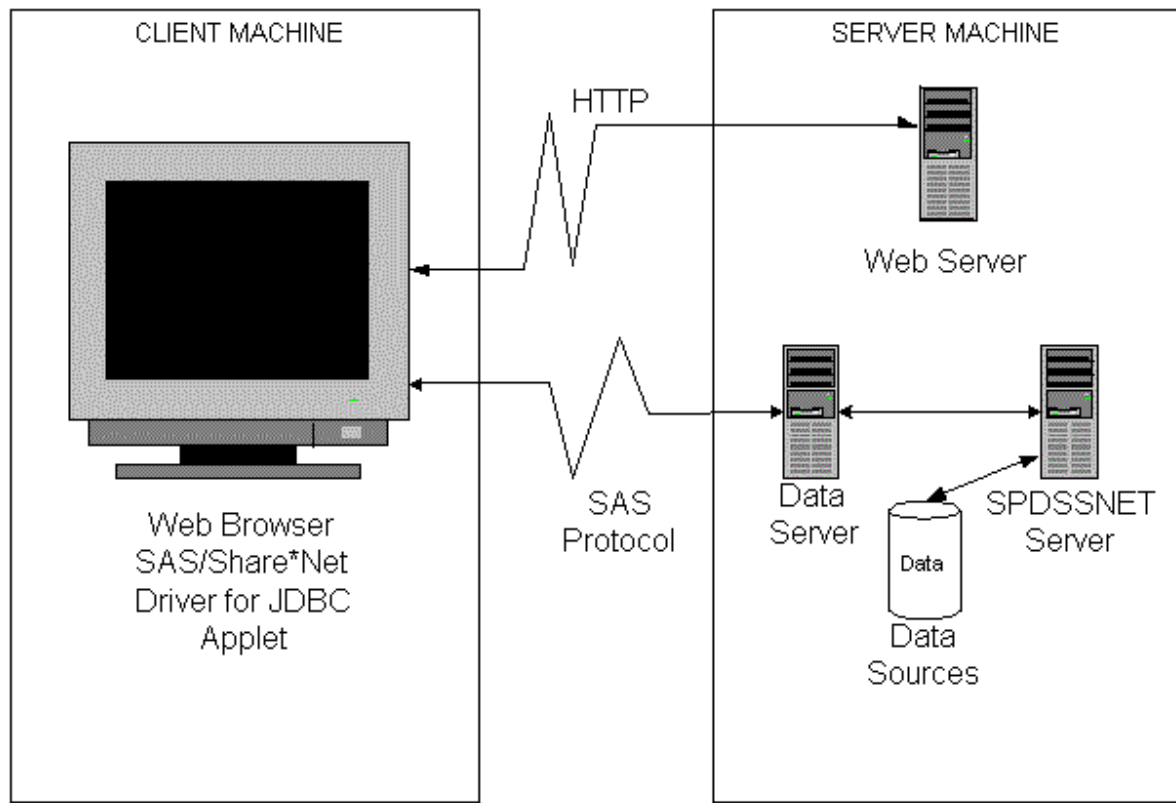 CLIENT MACHINE
SERVER MACHINE
HTTP
Web Server
SAS
Protocol
Data
Server
SPDSSNET
Server
Data
Data
Sources
Web Browser
SAS/Share*Net
Driver for JDBC
Applet